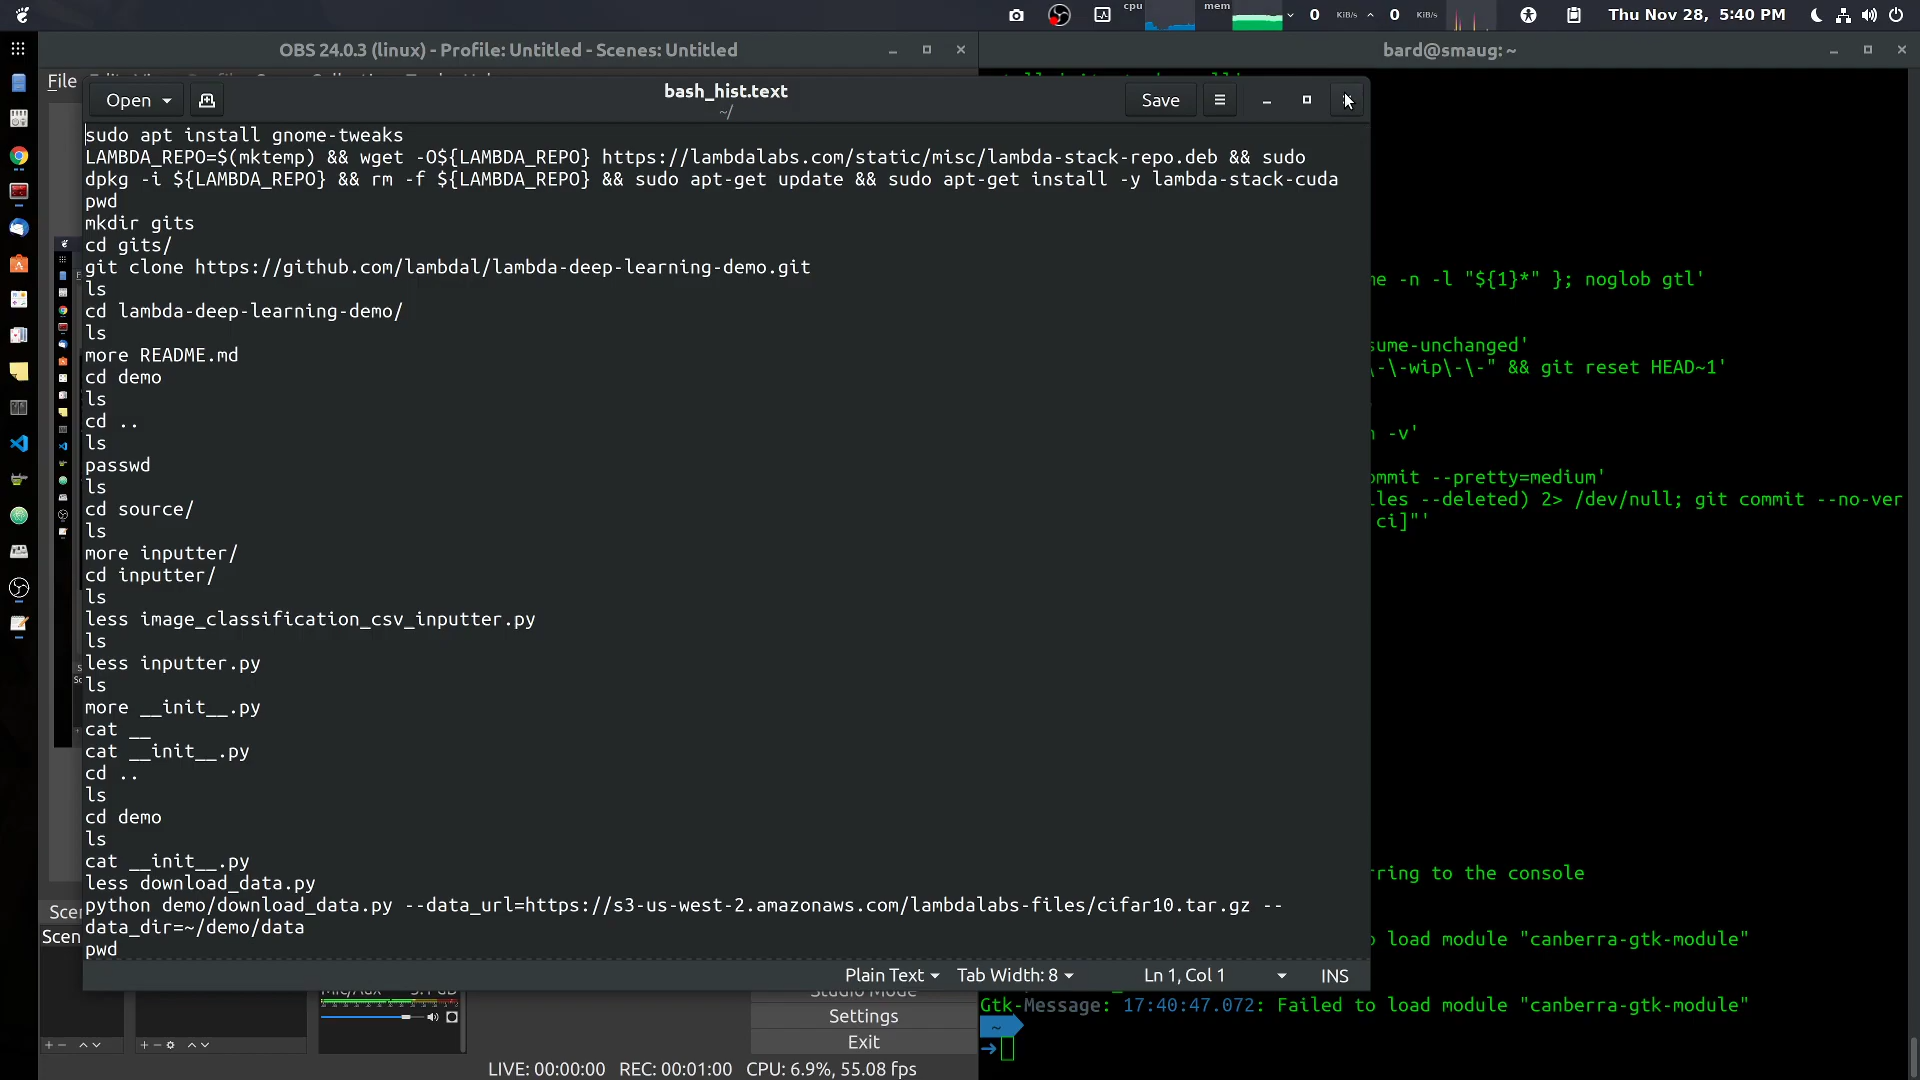 cpu
mem
0 KiB/s
0 KiB/s
Thu Nov 28, 5:40 PM
OBS 24.0.3 (linux) - Profile: Untitled - Scenes: Untitled
bard@smaug: ~
File
Open
bash_hist.text
~/
Save
sudo apt install gnome-tweaks
LAMBDA_REPO=$(mktemp) && wget -O${LAMBDA_REPO} https://lambdalabs.com/static/misc/lambda-stack-repo.deb && sudo
dpkg -i ${LAMBDA_REPO} && rm -f ${LAMBDA_REPO} && sudo apt-get update && sudo apt-get install -y lambda-stack-cuda
pwd
mkdir gits
cd gits/
git clone https://github.com/lambdal/lambda-deep-learning-demo.git
ls
cd lambda-deep-learning-demo/
ls
more README.md
cd demo
ls
cd ..
ls
passwd
ls
cd source/
ls
more inputter/
cd inputter/
ls
less image_classification_csv_inputter.py
ls
less inputter.py
ls
more __init__.py
cat __
cat __init__.py
cd ..
ls
cd demo
ls
cat __init__.py
less download_data.py
python demo/download_data.py --data_url=https://s3-us-west-2.amazonaws.com/lambdalabs-files/cifar10.tar.gz --
data_dir=~/demo/data
pwd
Plain Text
Tab Width: 8
Ln 1, Col 1
INS
me -n -l "${1}*" }; noglob gtl'
sume-unchanged'
\-\-wip\-\-" && git reset HEAD~1'
n -v'
ommit --pretty=medium'
iles --deleted) 2> /dev/null; git commit --no-ver
ci]"'
rring to the console
o load module "canberra-gtk-module"
Gtk-Message: 17:40:47.072: Failed to load module "canberra-gtk-module"
~
Scen
Settings
Exit
LIVE: 00:00:00 REC: 00:01:00 CPU: 6.9%, 55.08 fps